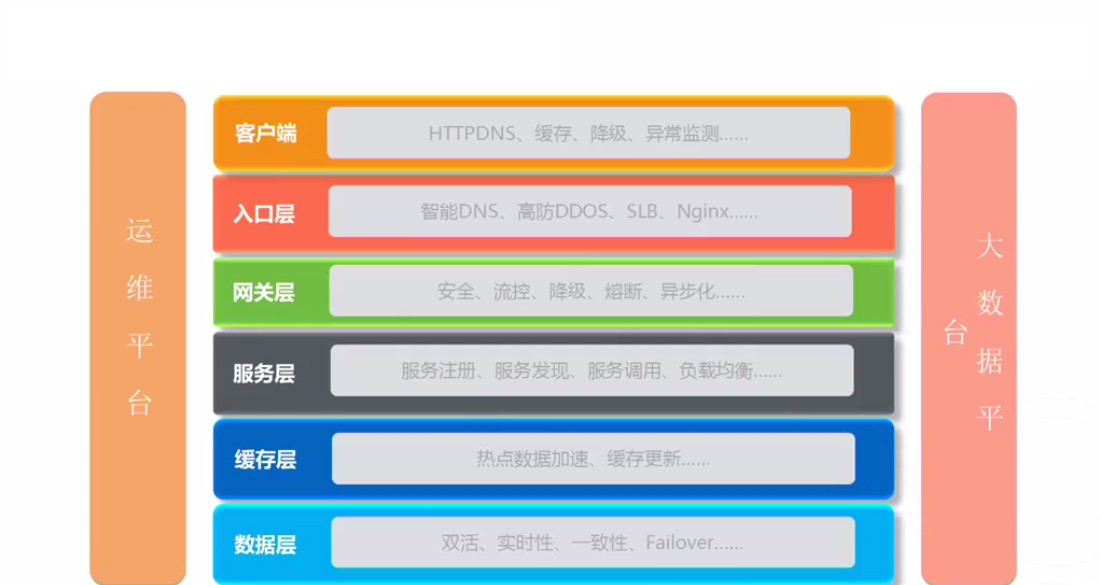 运维平台
客户端
HTTPDNS、缓存、降级、异常监测......
入口层
智能DNS、高防DDOS、SLB、Nginx......
网关层
安全、流控、降级、熔断、异步化......
服务层
服务注册、服务发现、服务调用、负载均衡......
缓存层
热点数据加速、缓存更新......
数据层
双活、实时性、一致性、Failover......
大数据平
台